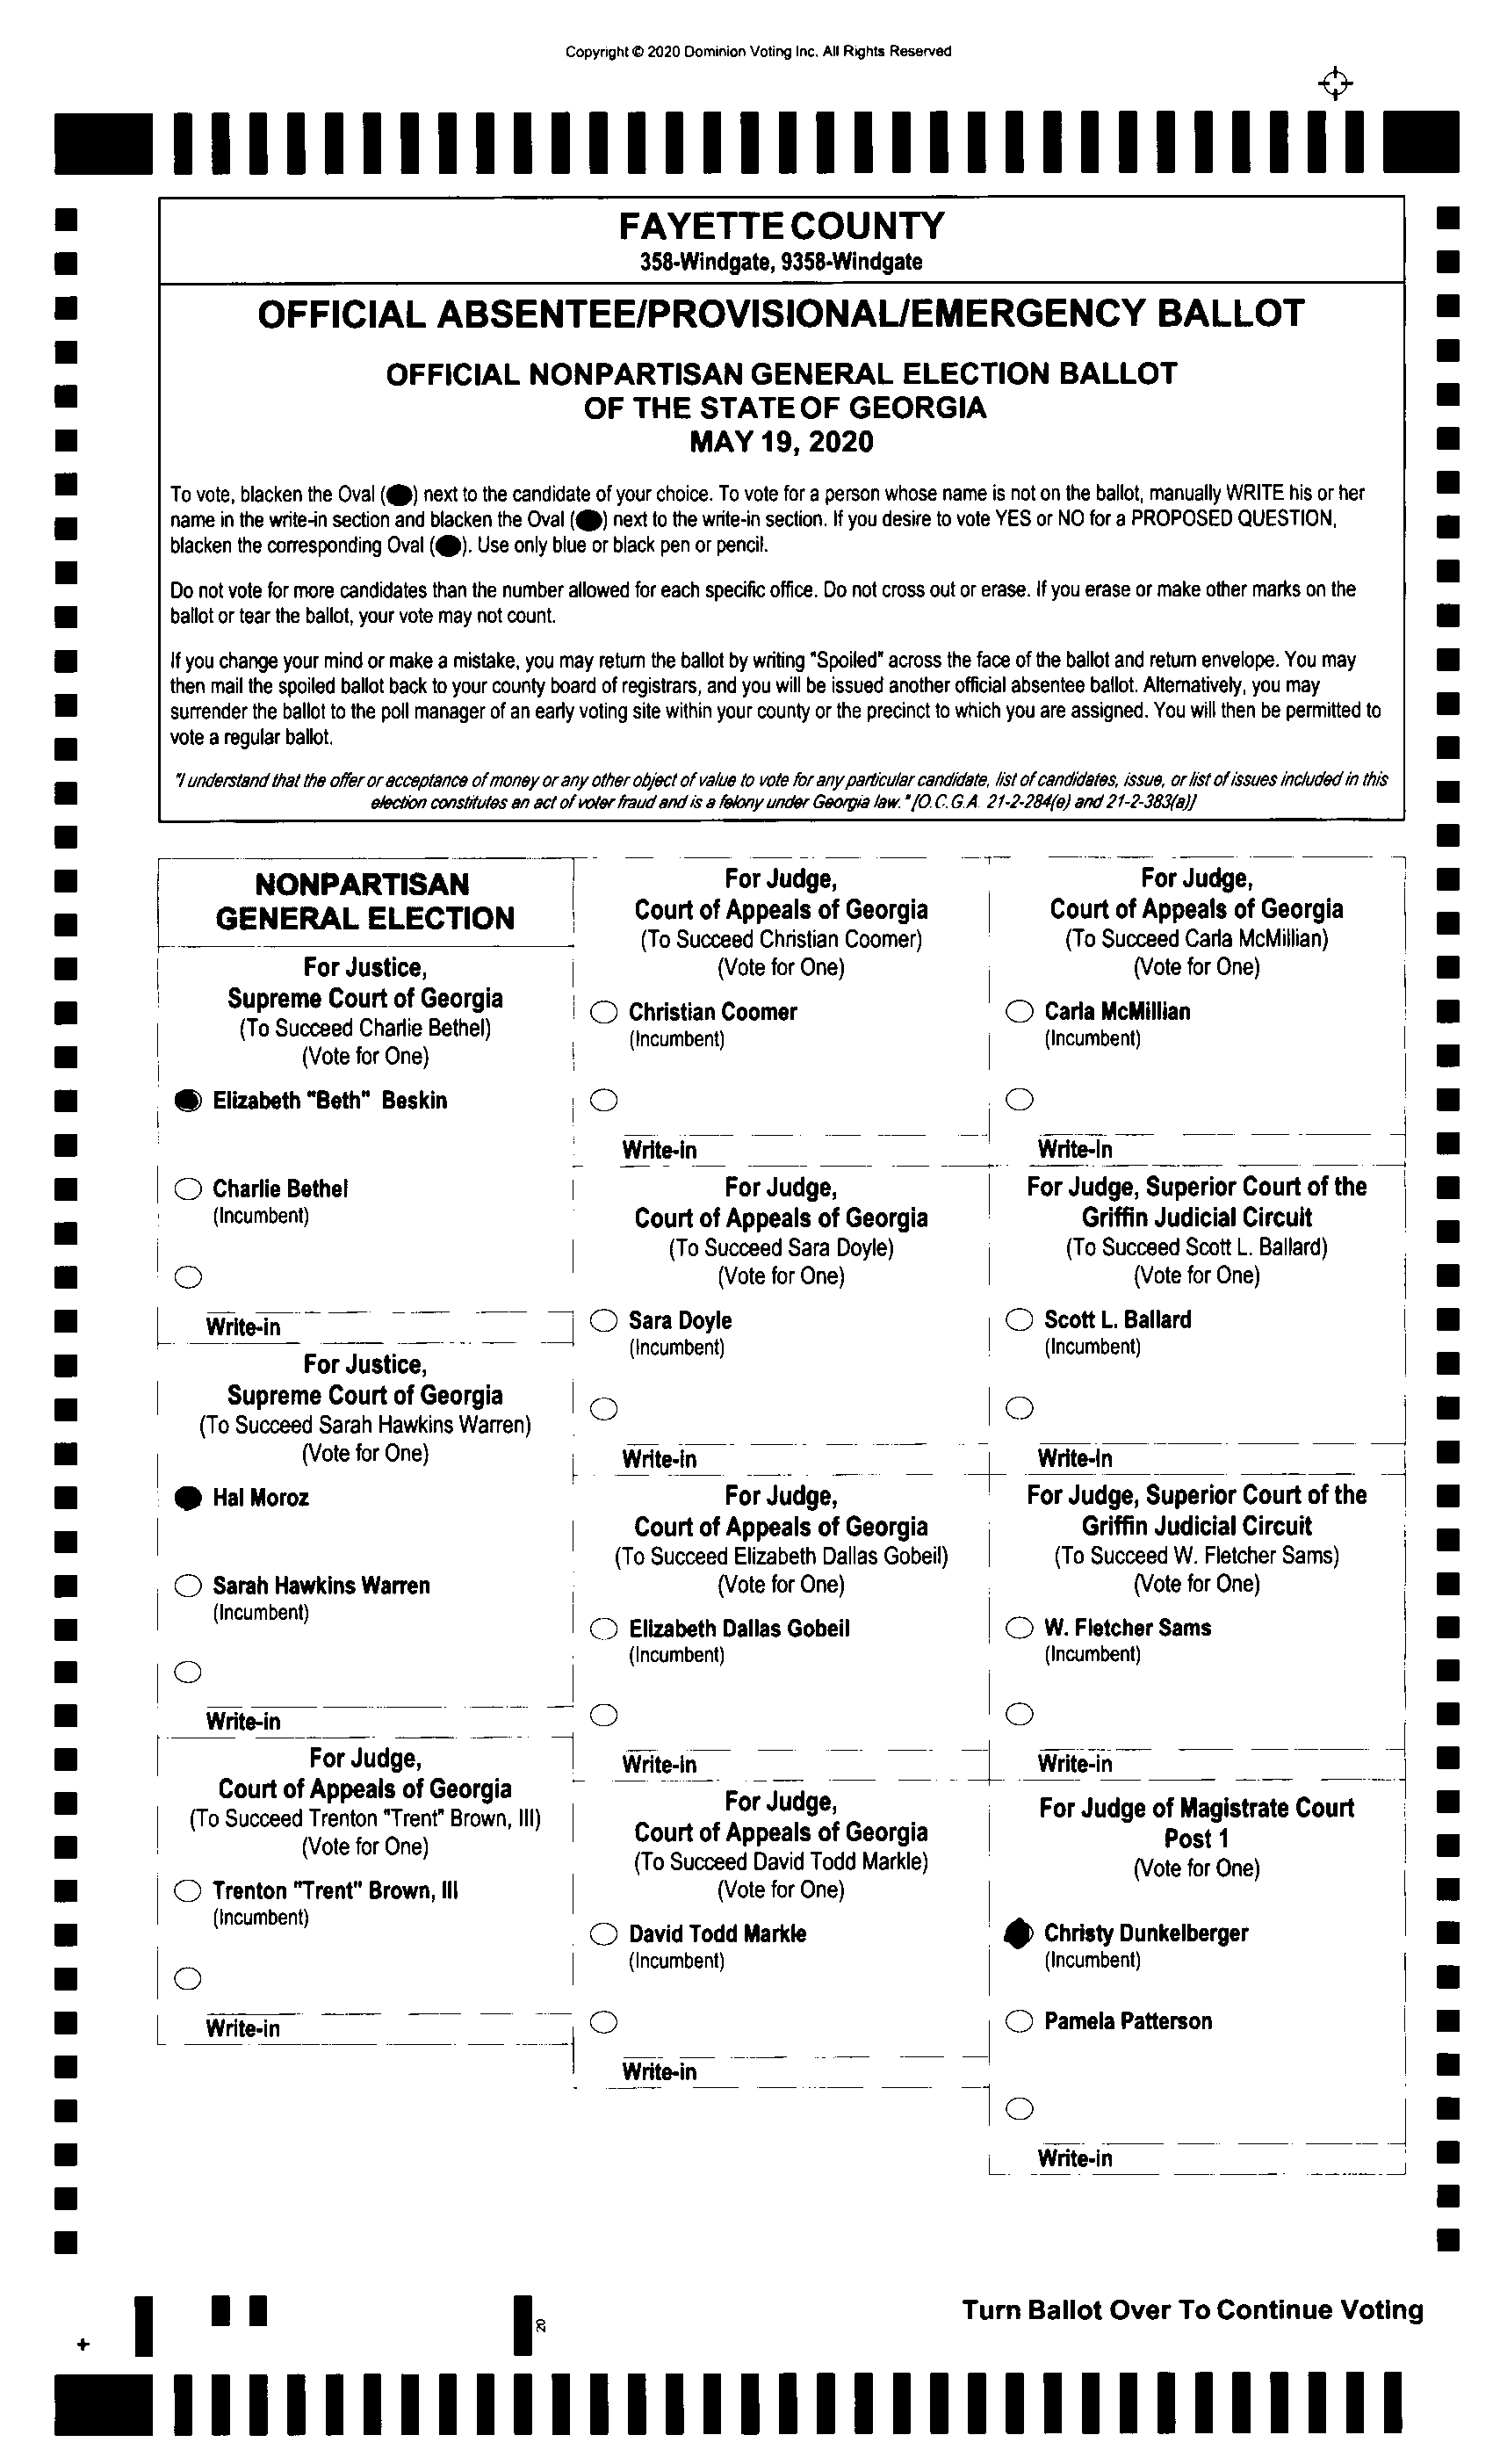 Copyright © 2020 Dominion Voting Inc. All Rights Reserved
FAYETTE COUNTY
358-Windgate, 9358-Windgate
OFFICIAL ABSENTEE/PROVISIONAL/EMERGENCY BALLOT
OFFICIAL NONPARTISAN GENERAL ELECTION BALLOT
OF THE STATE OF GEORGIA
MAY 19, 2020
To vote, blacken the Oval ( ) next to the candidate of your choice. To vote for a person whose name is not on the ballot, manually WRITE his or her
name in the write-in section and blacken the Oval ( ) next to the write-in section. If you desire to vote YES or NO for a PROPOSED QUESTION,
blacken the corresponding Oval ( ). Use only blue or black pen or pencil.
Do not vote for more candidates than the number allowed for each specific office. Do not cross out or erase. If you erase or make other marks on the
ballot or tear the ballot, your vote may not count.
If you change your mind or make a mistake, you may return the ballot by writing "Spoiled" across the face of the ballot and return envelope. You may
then mail the spoiled ballot back to your county board of registrars, and you will be issued another official absentee ballot. Alternatively, you may
surrender the ballot to the poll manager of an early voting site within your county or the precinct to which you are assigned. You will then be permitted to
vote a regular ballot.
"I understand that the offer or acceptance of money or any other object of value to vote for any particular candidate, list of candidates, issue, or list of issues included in this
election constitutes an act of voter fraud and is a felony under Georgia law." [O.C.G.A. 21-2-284(e) and 21-2-383(a)]
NONPARTISAN
GENERAL ELECTION
For Justice,
Supreme Court of Georgia
(To Succeed Charlie Bethel)
(Vote for One)
Elizabeth "Beth" Beskin
Charlie Bethel
(Incumbent)
Write-in
For Justice,
Supreme Court of Georgia
(To Succeed Sarah Hawkins Warren)
(Vote for One)
Hal Moroz
Sarah Hawkins Warren
(Incumbent)
Write-in
For Judge,
Court of Appeals of Georgia
(To Succeed Trenton "Trent" Brown, III)
(Vote for One)
Trenton "Trent" Brown, III
(Incumbent)
Write-in
For Judge,
Court of Appeals of Georgia
(To Succeed Christian Coomer)
(Vote for One)
Christian Coomer
(Incumbent)
Write-in
For Judge,
Court of Appeals of Georgia
(To Succeed Sara Doyle)
(Vote for One)
Sara Doyle
(Incumbent)
Write-in
For Judge,
Court of Appeals of Georgia
(To Succeed Elizabeth Dallas Gobeil)
(Vote for One)
Elizabeth Dallas Gobeil
(Incumbent)
Write-in
For Judge,
Court of Appeals of Georgia
(To Succeed David Todd Markle)
(Vote for One)
David Todd Markle
(Incumbent)
Write-in
For Judge,
Court of Appeals of Georgia
(To Succeed Carla McMillian)
(Vote for One)
Carla McMillian
(Incumbent)
Write-in
For Judge, Superior Court of the
Griffin Judicial Circuit
(To Succeed Scott L. Ballard)
(Vote for One)
Scott L. Ballard
(Incumbent)
Write-in
For Judge, Superior Court of the
Griffin Judicial Circuit
(To Succeed W. Fletcher Sams)
(Vote for One)
W. Fletcher Sams
(Incumbent)
Write-in
For Judge of Magistrate Court
Post 1
(Vote for One)
Christy Dunkelberger
(Incumbent)
Pamela Patterson
Write-in
Turn Ballot Over To Continue Voting
20
+